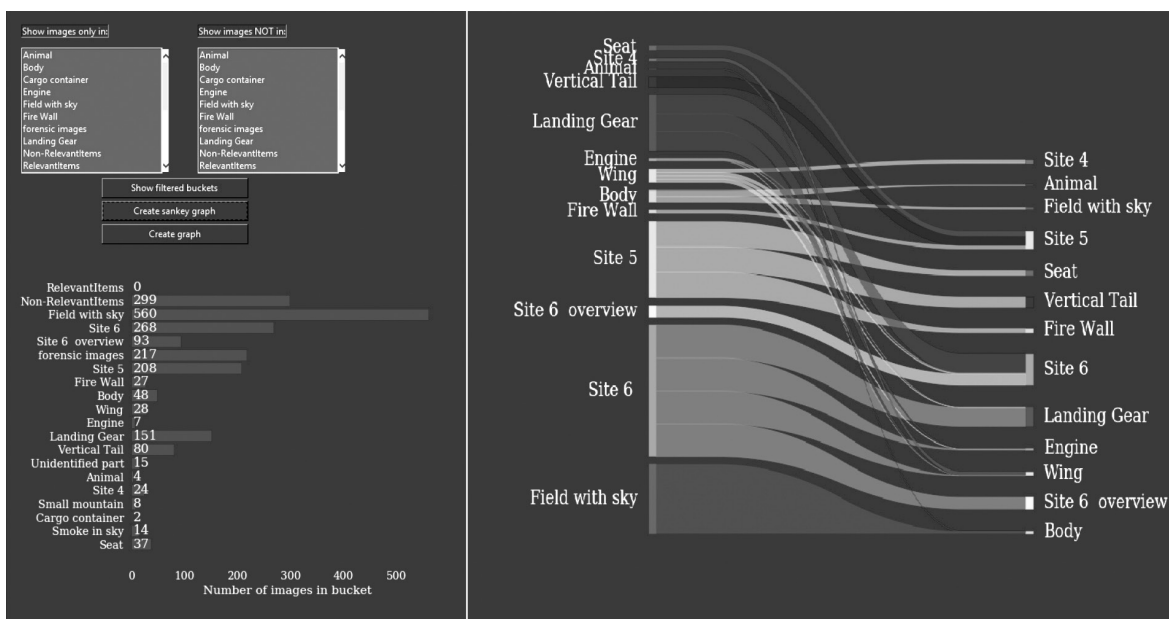 Show images only in:
Show images NOT in:
Animal
Body
Cargo container
Engine
Field with sky
Fire Wall
forensic images
Landing Gear
Non-RelevantItems
RelevantItems
Animal
Body
Cargo container
Engine
Field with sky
Fire Wall
forensic images
Landing Gear
Non-RelevantItems
RelevantItems
Show filtered buckets
Create sankey graph
Create graph
RelevantItems 0
Non-RelevantItems 299
Field with sky 560
Site 6 268
Site 6 overview 93
forensic images 217
Site 5 208
Fire Wall 27
Body 48
Wing 28
Engine 7
Landing Gear 151
Vertical Tail 80
Unidentified part 15
Animal 4
Site 4 24
Small mountain 8
Cargo container 2
Smoke in sky 14
Seat 37
0 100 200 300 400 500
Number of images in bucket
Seat
Site 4
Animal
Vertical Tail
Landing Gear
Engine
Wing
Body
Fire Wall
Site 5
Site 6 overview
Site 6
Field with sky
Site 4
Animal
Field with sky
Site 5
Seat
Vertical Tail
Fire Wall
Site 6
Landing Gear
Engine
Wing
Site 6 overview
Body